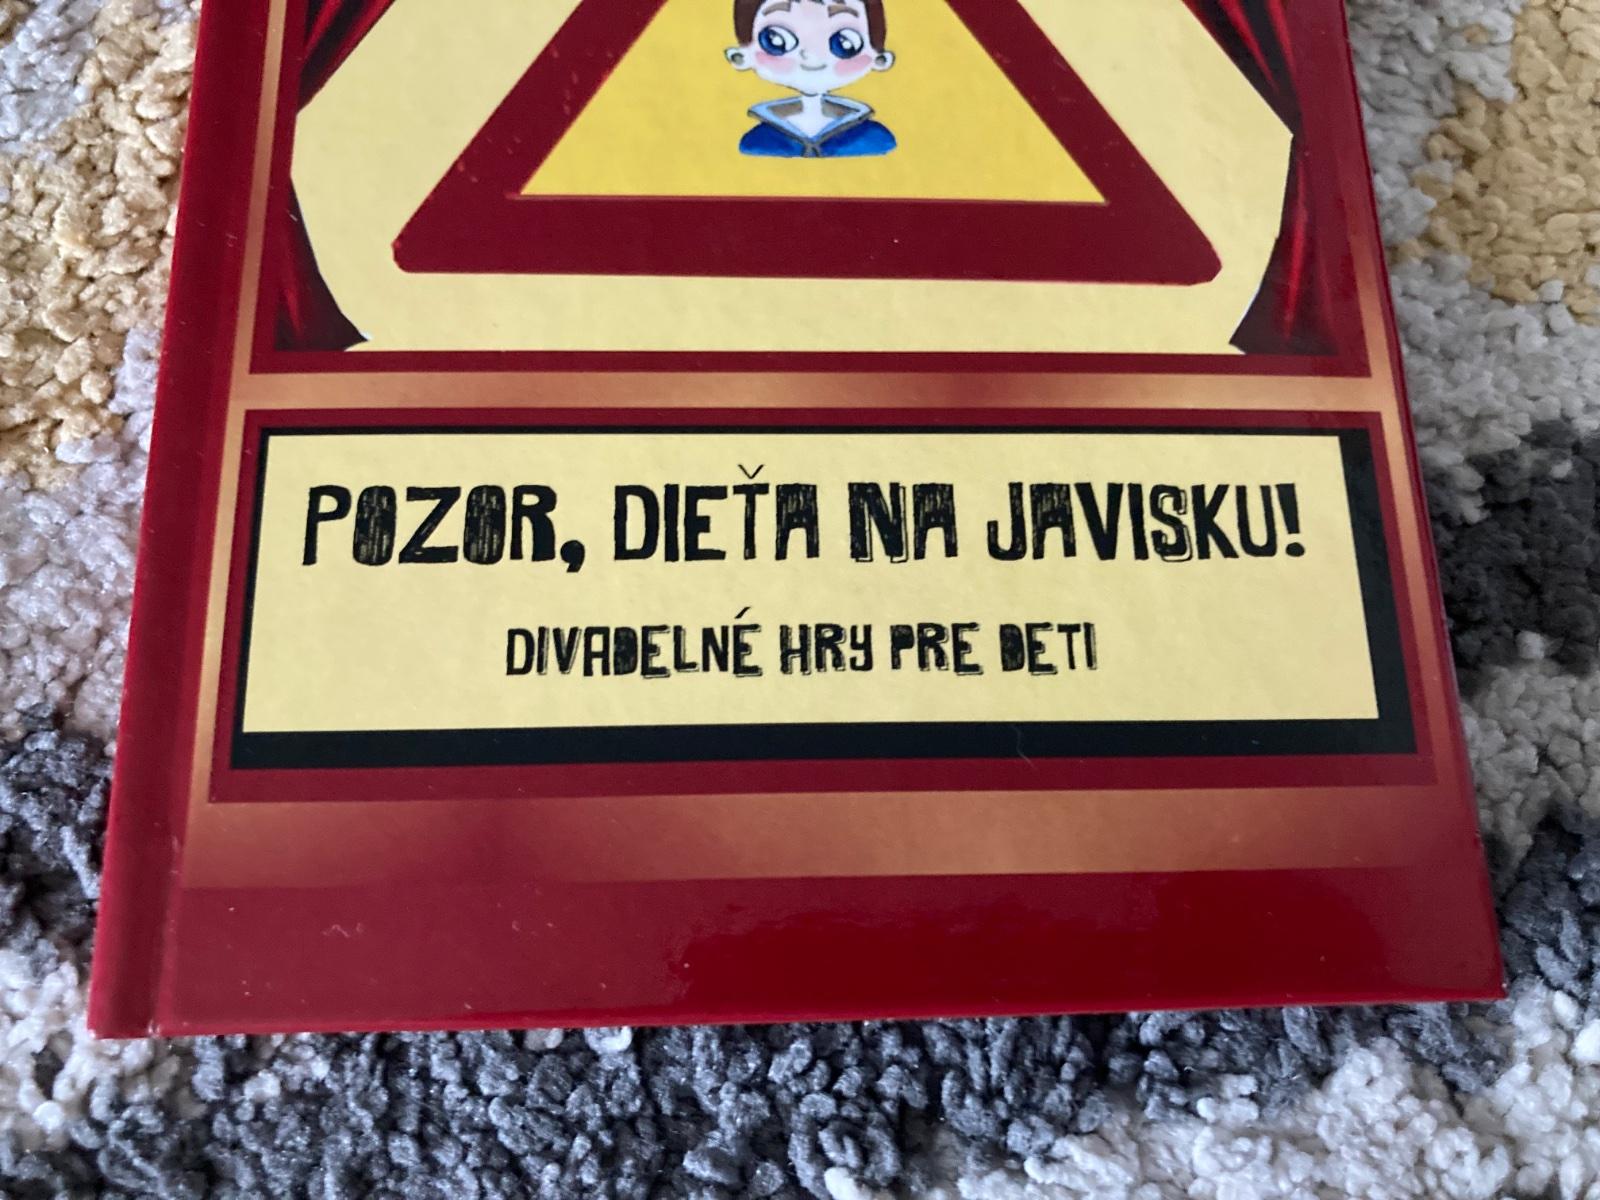 POZOR, DIEŤA NA JAVISKU!
DIVADELNÉ HRY PRE DETI